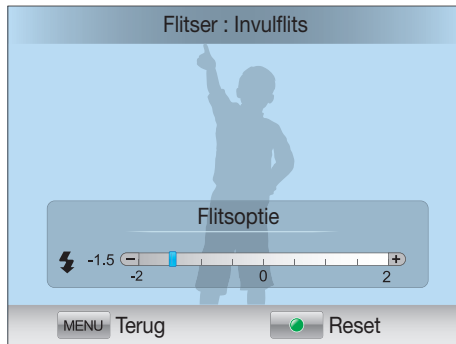 Flitser : Invulflits
Flitsoptie
-1.5 − +
-2 0 2
MENU Terug Reset